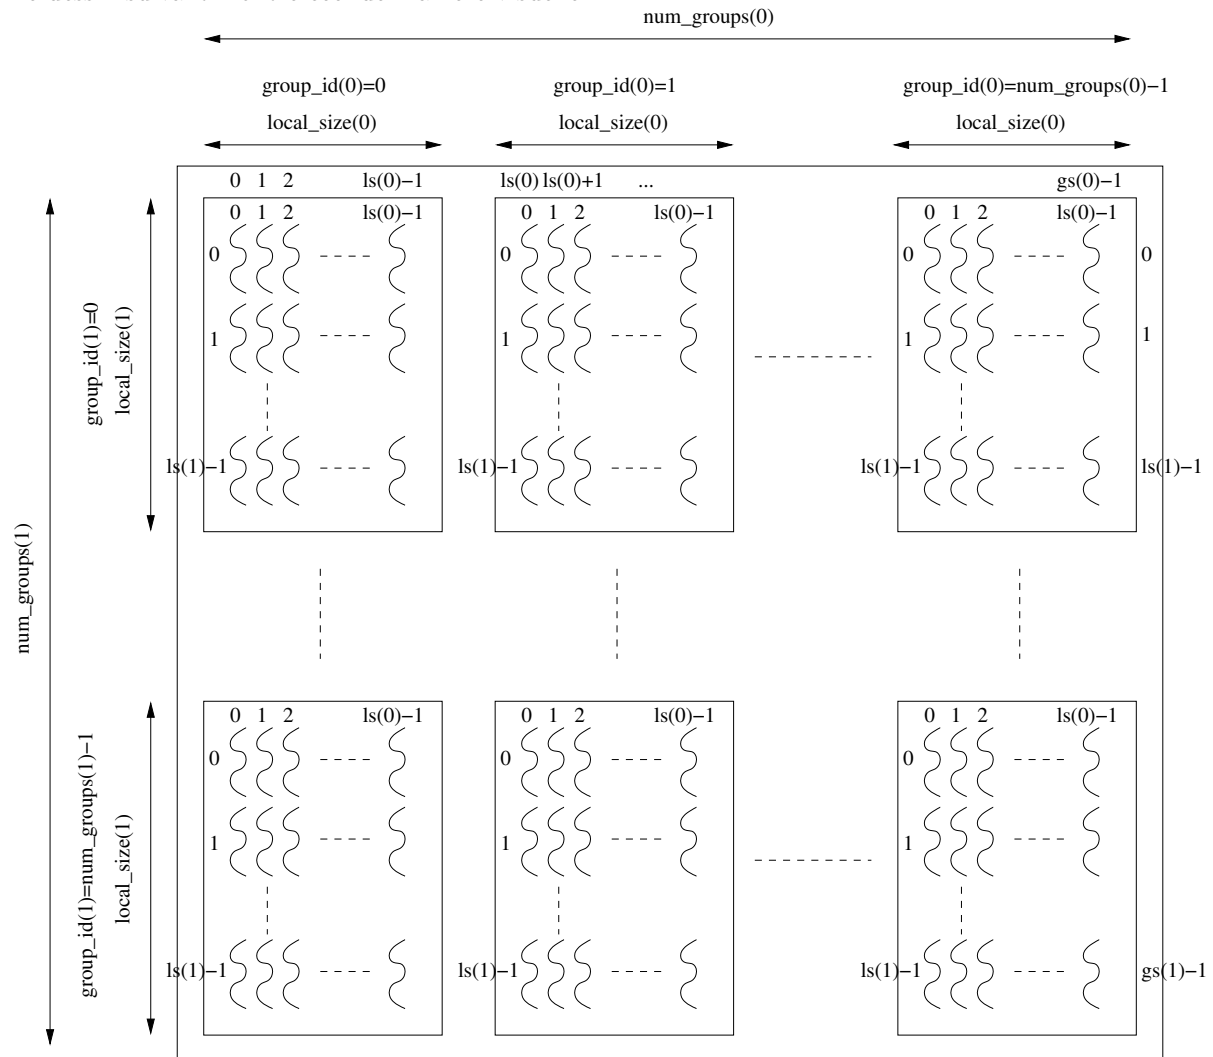 num_groups(0)
group_id(0)=0 group_id(0)=1 group_id(0)=num_groups(0)−1
local_size(0) local_size(0) local_size(0)
0 1 2 ls(0)−1 ls(0) ls(0)+1 ... gs(0)−1
0 1 2 ls(0)−1 0 1 2 ls(0)−1 0 1 2 ls(0)−1
0 0 0 0
1 1 1 1
ls(1)−1 ls(1)−1 ls(1)−1 ls(1)−1
group_id(1)=0
local_size(1)
num_groups(1)
0 1 2 ls(0)−1 0 1 2 ls(0)−1 0 1 2 ls(0)−1
0 0 0
1 1 1
ls(1)−1 ls(1)−1 ls(1)−1 gs(1)−1
group_id(1)=num_groups(1)−1
local_size(1)